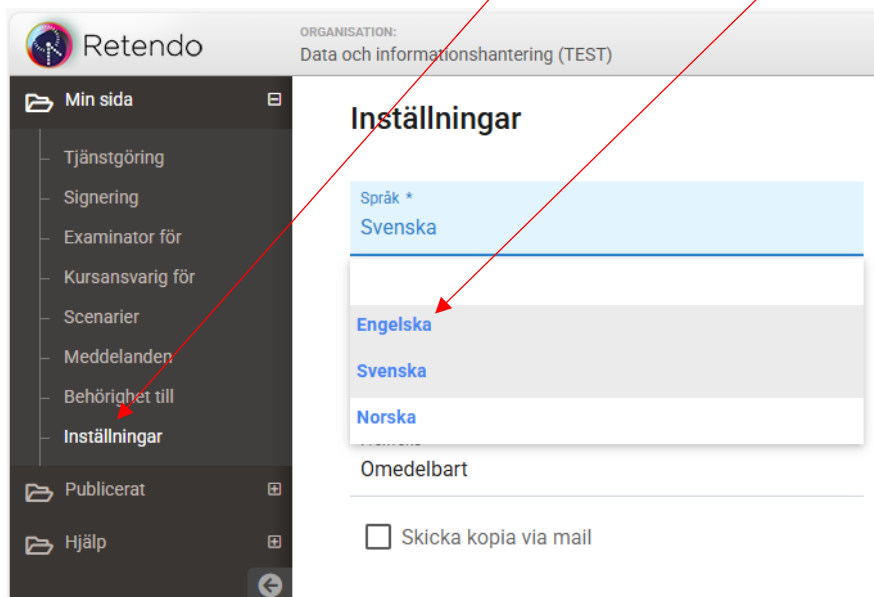 Retendo
ORGANISATION:
Data och informationshantering (TEST)
Min sida
Tjänstgöring
Signering
Examinator för
Kursansvarig för
Scenarier
Meddelanden
Behörighet till
Inställningar
Publicerat
Hjälp
Inställningar
Språk *
Svenska
Engelska
Svenska
Norska
Omedelbart
Skicka kopia via mail